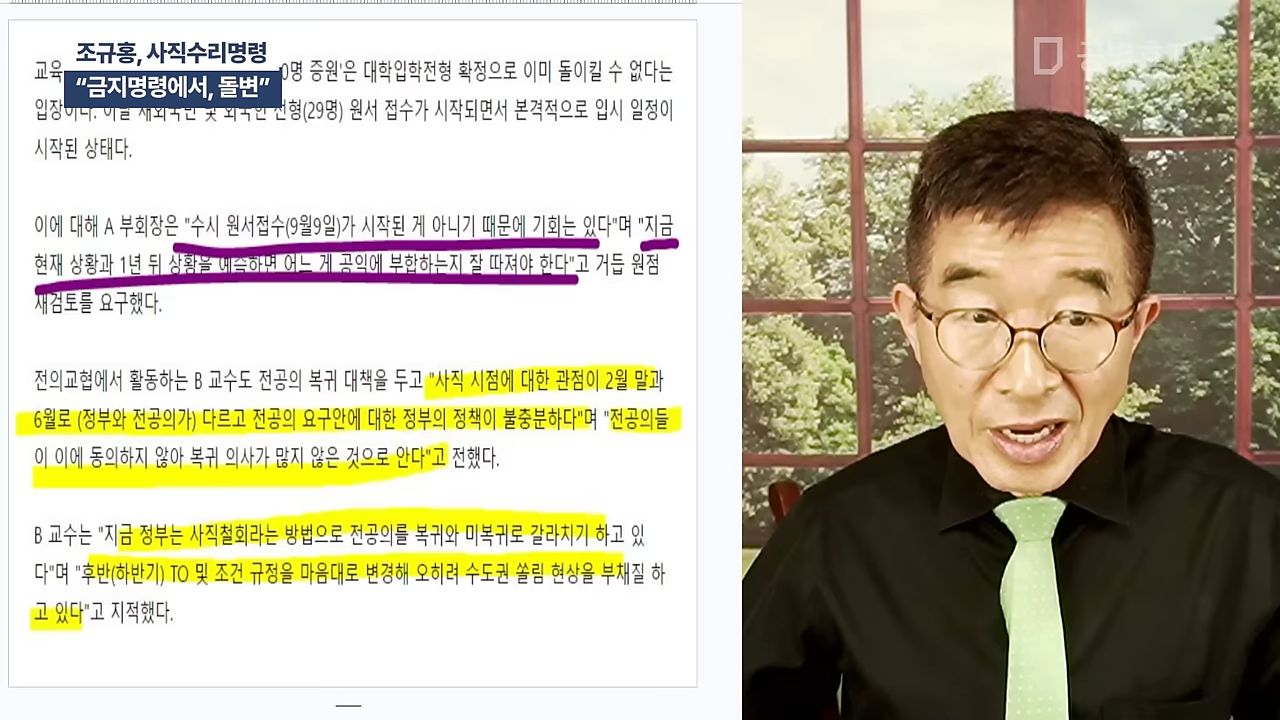 조규홍, 사직수리명령
“금지명령에서, 돌변”
교육 0명 증원'은 대학입학전형 확정으로 이미 돌이킬 수 없다는
입장이다. 이날 재외국민 및 외국인 전형(29명) 원서 접수가 시작되면서 본격적으로 입시 일정이
시작된 상태다.
이에 대해 A 부회장은 "수시 원서접수(9월9일)가 시작된 게 아니기 때문에 기회는 있다"며 "지금
현재 상황과 1년 뒤 상황을 예측하면 어느 게 공익에 부합하는지 잘 따져야 한다"고 거듭 원점
재검토를 요구했다.
전의교협에서 활동하는 B 교수도 전공의 복귀 대책을 두고 "사직 시점에 대한 관점이 2월 말과
6월로 (정부와 전공의가) 다르고 전공의 요구안에 대한 정부의 정책이 불충분하다"며 "전공의들
이 이에 동의하지 않아 복귀 의사가 많지 않은 것으로 안다"고 전했다.
B 교수는 "지금 정부는 사직철회라는 방법으로 전공의를 복귀와 미복귀로 갈라치기 하고 있
다"며 "후반(하반기) TO 및 조건 규정을 마음대로 변경해 오히려 수도권 쏠림 현상을 부채질 하
고 있다"고 지적했다.